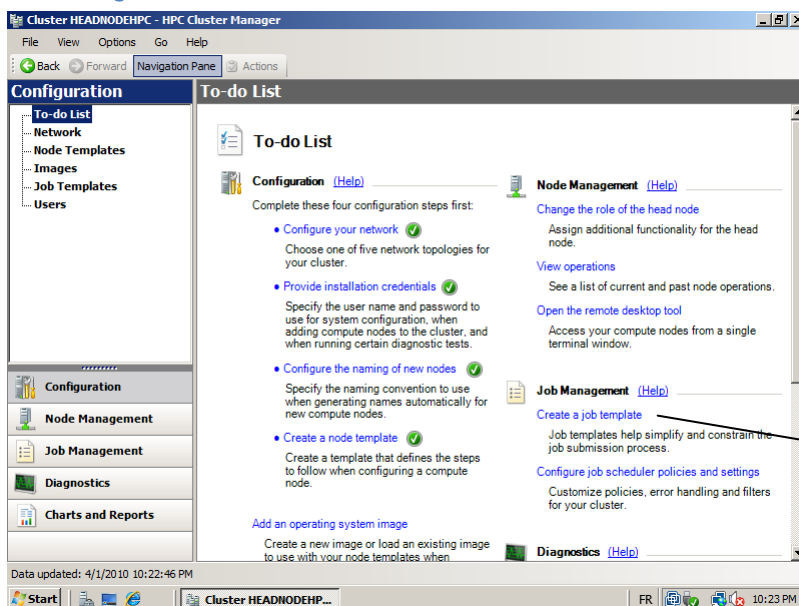 Cluster HEADNODEHPC - HPC Cluster Manager
File View Options Go Help
Back Forward Navigation Pane Actions
Configuration
To-do List
Network
Node Templates
Images
Job Templates
Users
Configuration
Node Management
Job Management
Diagnostics
Charts and Reports
To-do List
To-do List
Configuration (Help)
Complete these four configuration steps first:
• Configure your network
Choose one of five network topologies for
your cluster.
• Provide installation credentials
Specify the user name and password to
use for system configuration, when
adding compute nodes to the cluster, and
when running certain diagnostic tests.
• Configure the naming of new nodes
Specify the naming convention to use
when generating names automatically for
new compute nodes.
• Create a node template
Create a template that defines the steps
to follow when configuring a compute
node.
Add an operating system image
Create a new image or load an existing image
to use with your node templates when
Node Management (Help)
Change the role of the head node
Assign additional functionality for the head
node.
View operations
See a list of current and past node operations.
Open the remote desktop tool
Access your compute nodes from a single
terminal window.
Job Management (Help)
Create a job template
Job templates help simplify and constrain the
job submission process.
Configure job scheduler policies and settings
Customize policies, error handling and filters
for your cluster.
Diagnostics (Help)
Data updated: 4/1/2010 10:22:46 PM
Start Cluster HEADNODEHP... FR 10:23 PM